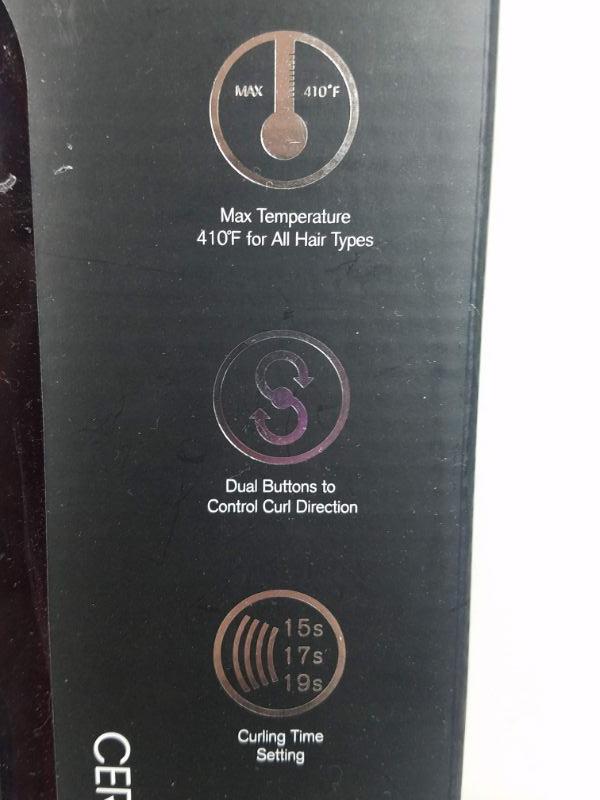 MAX 410°F
Max Temperature
410°F for All Hair Types
Dual Buttons to
Control Curl Direction
15s
17s
19s
Curling Time
Setting